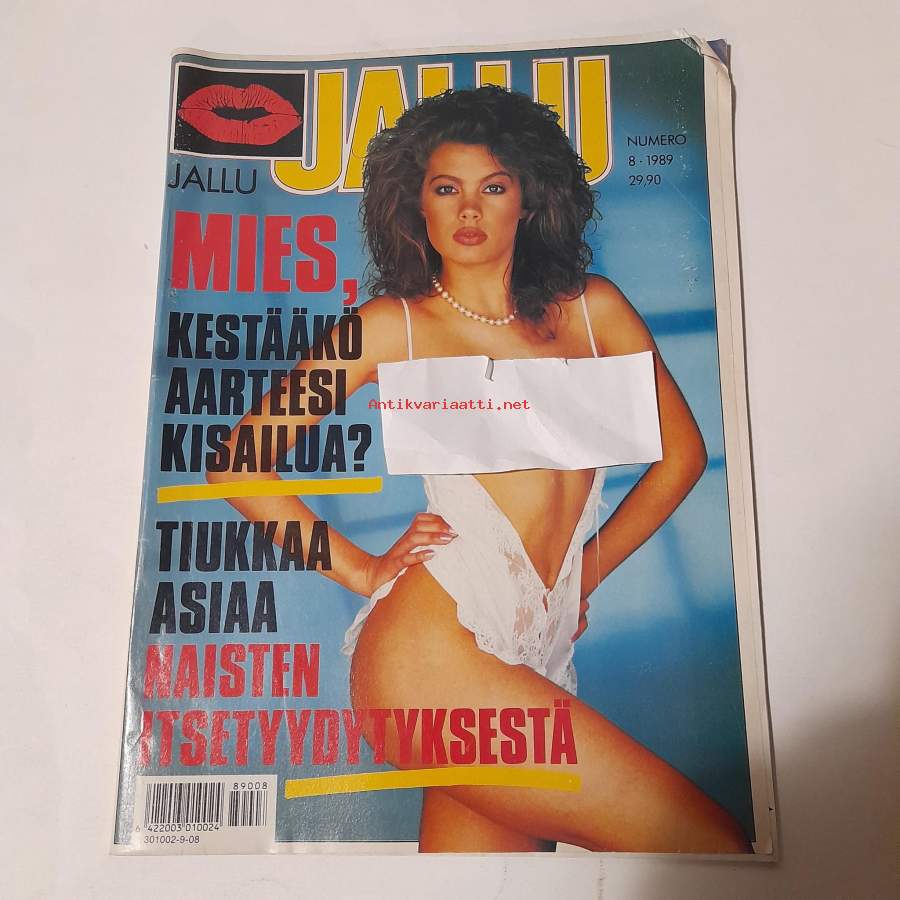 JALLU
JALLU
NUMERO
8 · 1989
29,90
MIES,
KESTÄÄKÖ
AARTEESI
KISAILUA?
Antikvariaatti.net
TIUKKAA
ASIAA
NAISTEN
ITSETYYDYTYKSESTÄ
89008
6 422003 010024
301002-9-08